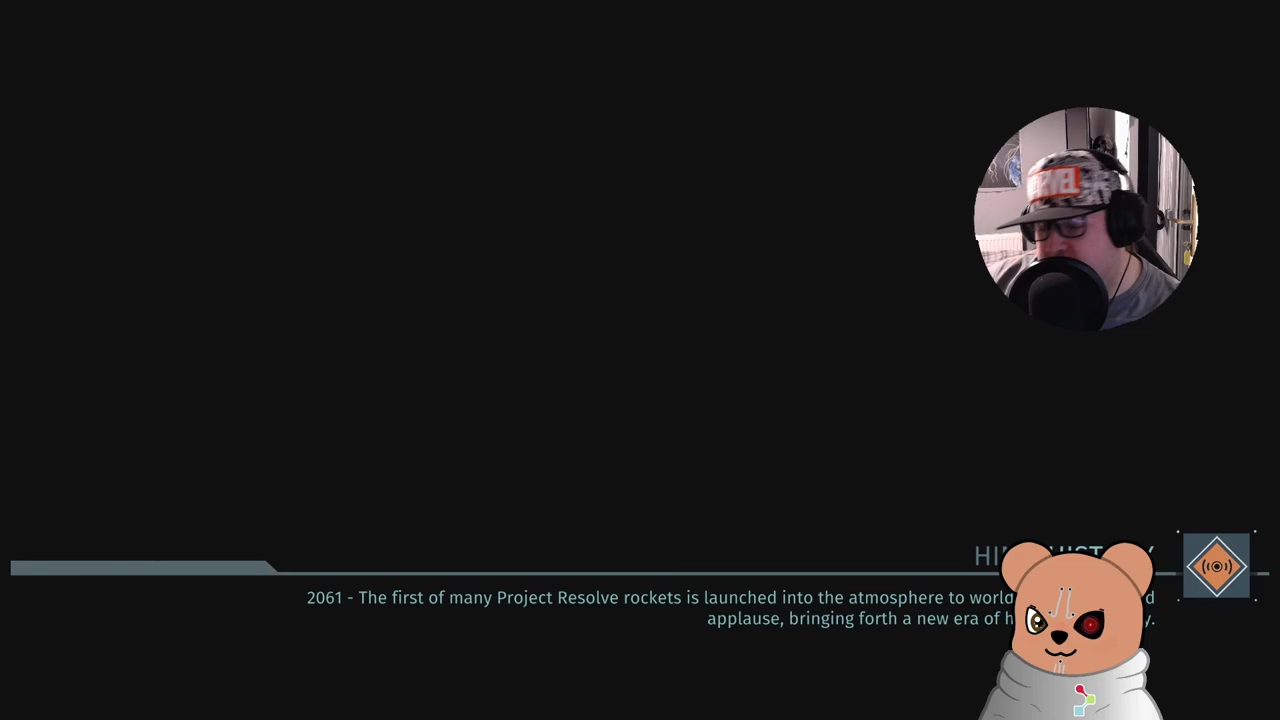 HISTORY
2061 - The first of many Project Resolve rockets is launched into the atmosphere to
applause, bringing forth a new era of